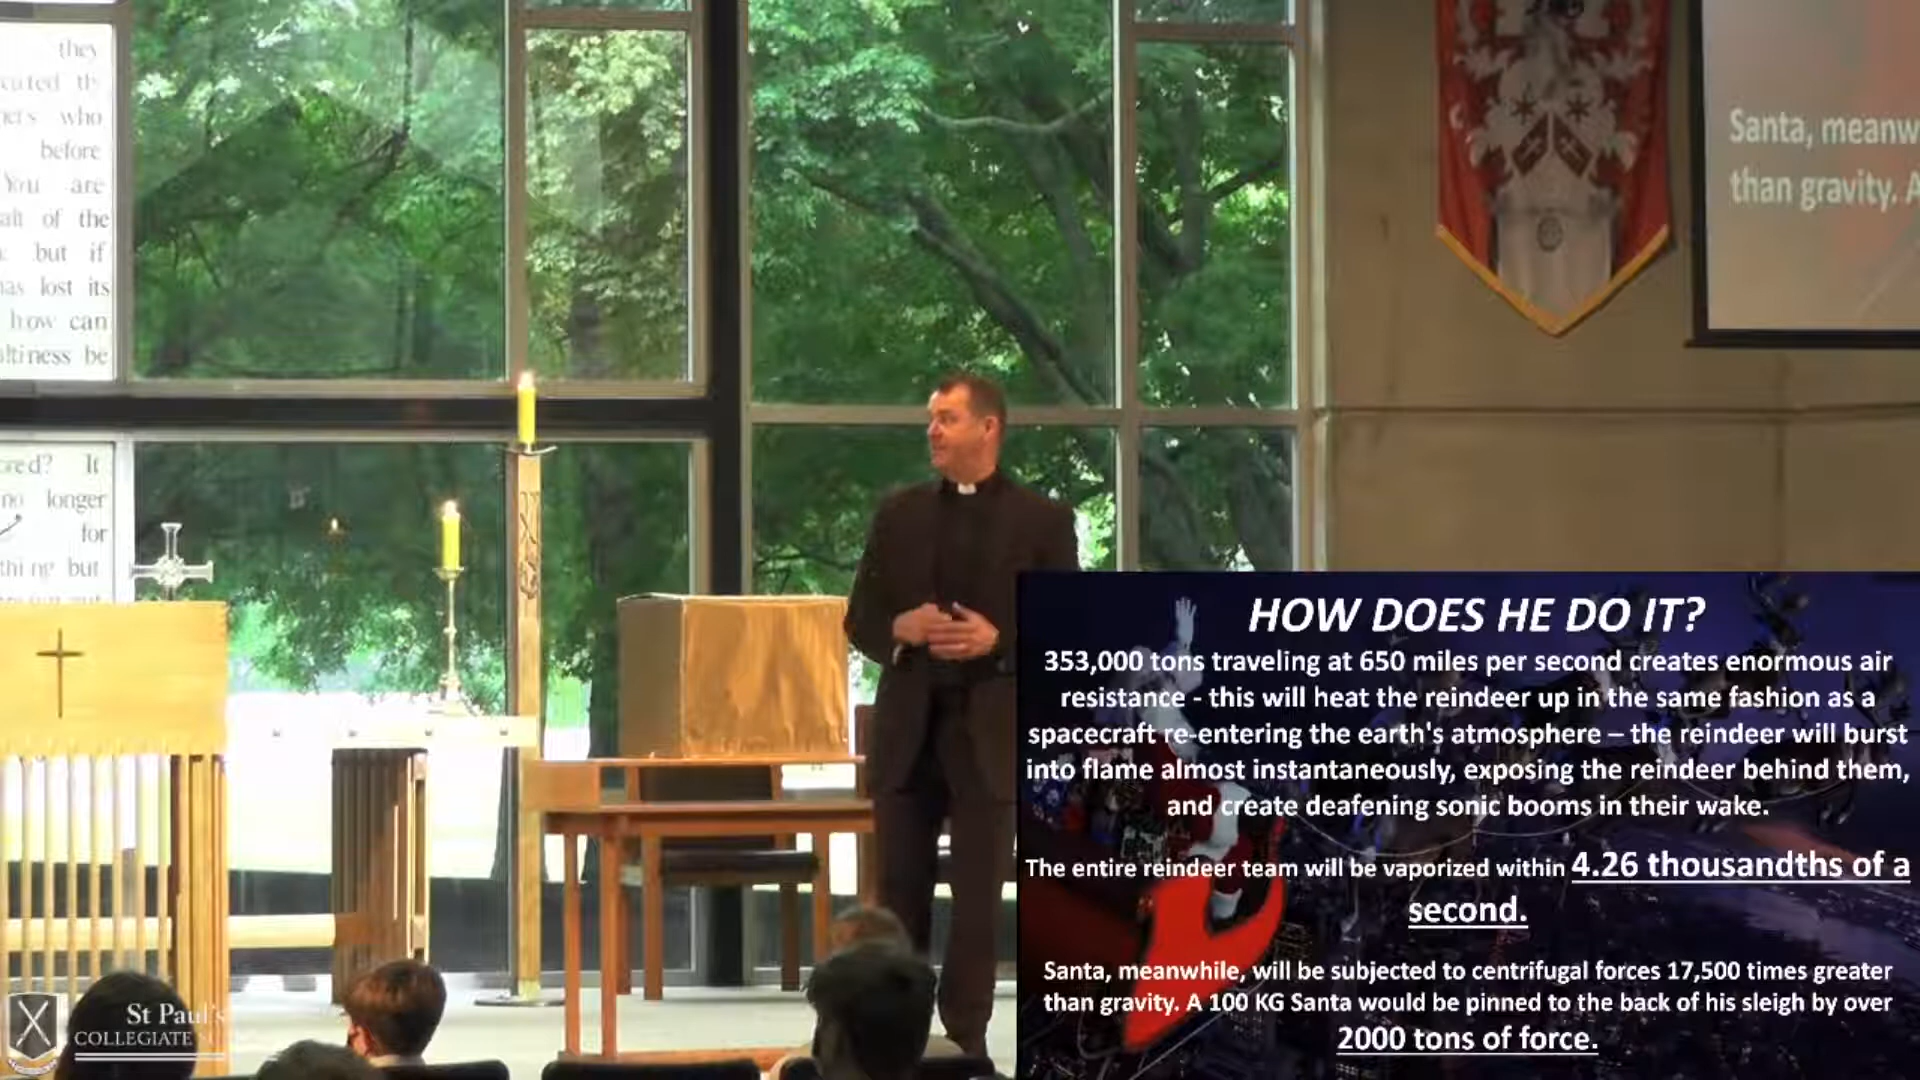 they
before
You are
of the
but if
lost its
how can
be
It
no longer
for
but
Santa,
than gravity.
HOW DOES HE DO IT?
353,000 tons traveling at 650 miles per second creates enormous air
resistance - this will heat the reindeer up in the same fashion as a
spacecraft re-entering the earth's atmosphere – the reindeer will burst
into flame almost instantaneously, exposing the reindeer behind them,
and create deafening sonic booms in their wake.
The entire reindeer team will be vaporized within 4.26 thousandths of a
second.
Santa, meanwhile, will be subjected to centrifugal forces 17,500 times greater
than gravity. A 100 KG Santa would be pinned to the back of his sleigh by over
2000 tons of force.
St Paul's
COLLEGIATE